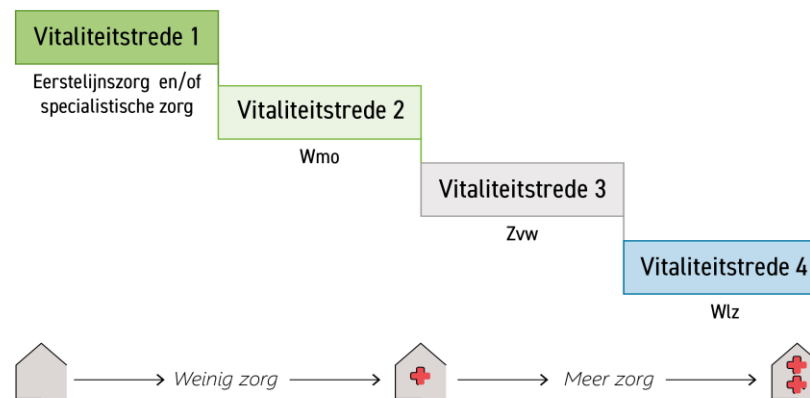 Vitaliteitstrede 1
Eerstelijnszorg en/of
specialistische zorg
Vitaliteitstrede 2
Wmo
Vitaliteitstrede 3
Zvw
Vitaliteitstrede 4
Wlz
Weinig zorg
Meer zorg